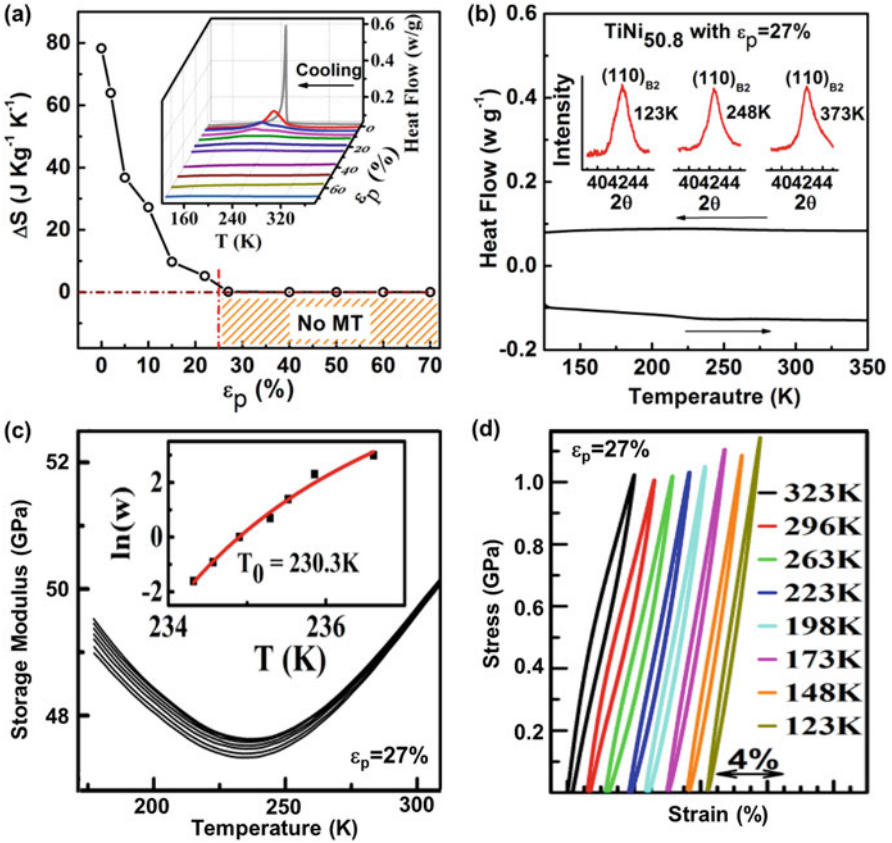 (a)
ΔS (J Kg⁻¹ K⁻¹)
80
60
40
20
0
0 10 20 30 40 50 60 70
εp (%)
No MT
Cooling
Heat Flow (w/g)
0.6
0.4
0.2
0
20
40
60
εp (%)
160 240 320
T (K)
(b)
Heat Flow (w g⁻¹)
0.6
0.4
0.2
0.0
-0.2
150 200 250 300 350
Temperautre (K)
TiNi50.8 with εp=27%
Intensity
(110)B2 (110)B2 (110)B2
123K 248K 373K
404244 404244 404244
2θ 2θ 2θ
(c)
Storage Modulus (GPa)
52
50
48
200 250 300
Temperature (K)
εp=27%
ln(w)
2
0
-2
T0 = 230.3K
234 236
T (K)
(d)
εp=27%
Stress (GPa)
1.0
0.8
0.6
0.4
0.2
323K
296K
263K
223K
198K
173K
148K
123K
4%
Strain (%)